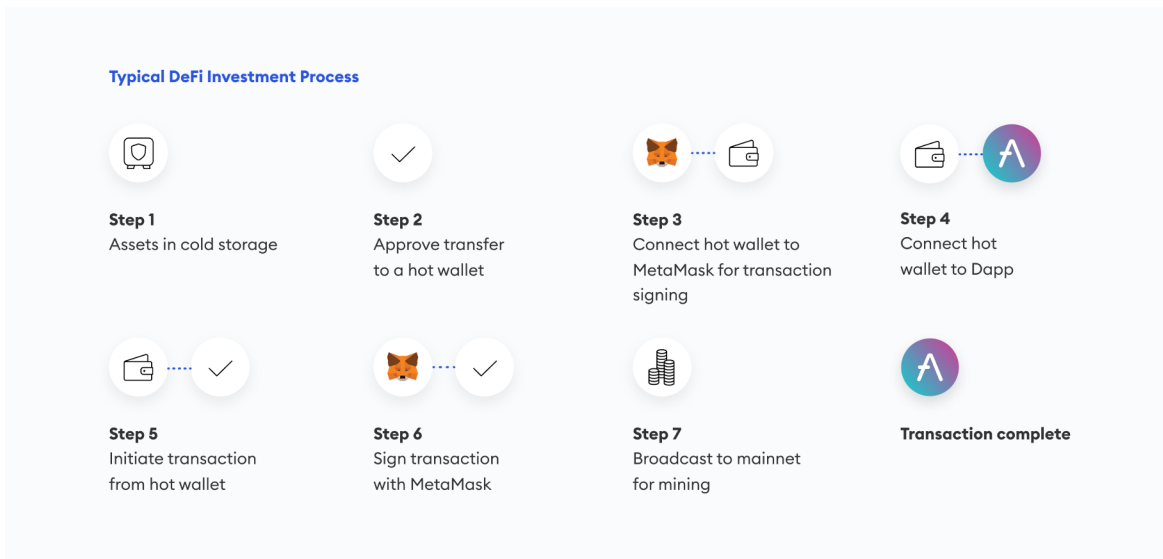 Typical DeFi Investment Process
Step 1
Assets in cold storage
Step 2
Approve transfer
to a hot wallet
Step 3
Connect hot wallet to
MetaMask for transaction
signing
Step 4
Connect hot
wallet to Dapp
Step 5
Initiate transaction
from hot wallet
Step 6
Sign transaction
with MetaMask
Step 7
Broadcast to mainnet
for mining
Transaction complete